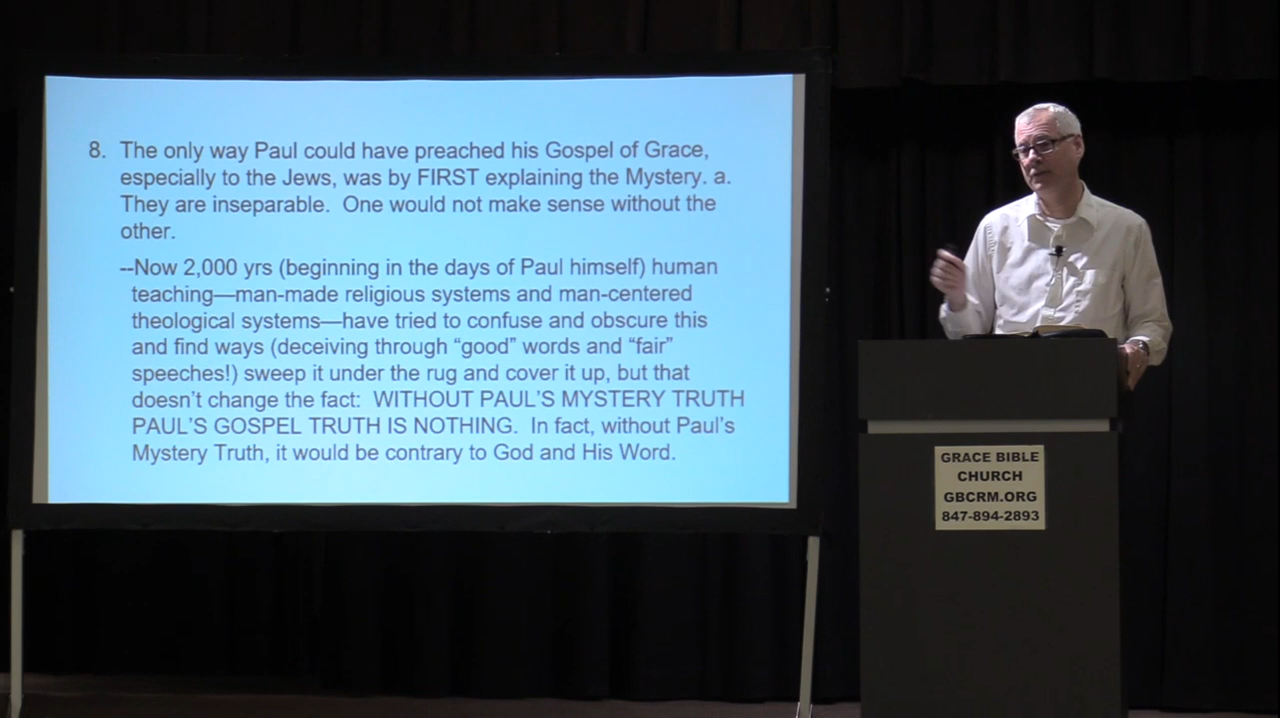 8. The only way Paul could have preached his Gospel of Grace,
especially to the Jews, was by FIRST explaining the Mystery. a.
They are inseparable.  One would not make sense without the
other.
--Now 2,000 yrs (beginning in the days of Paul himself) human
teaching—man-made religious systems and man-centered
theological systems—have tried to confuse and obscure this
and find ways (deceiving through “good” words and “fair”
speeches!) sweep it under the rug and cover it up, but that
doesn’t change the fact:  WITHOUT PAUL’S MYSTERY TRUTH
PAUL’S GOSPEL TRUTH IS NOTHING.  In fact, without Paul’s
Mystery Truth, it would be contrary to God and His Word.
GRACE BIBLE
CHURCH
GBCRM.ORG
847-894-2893